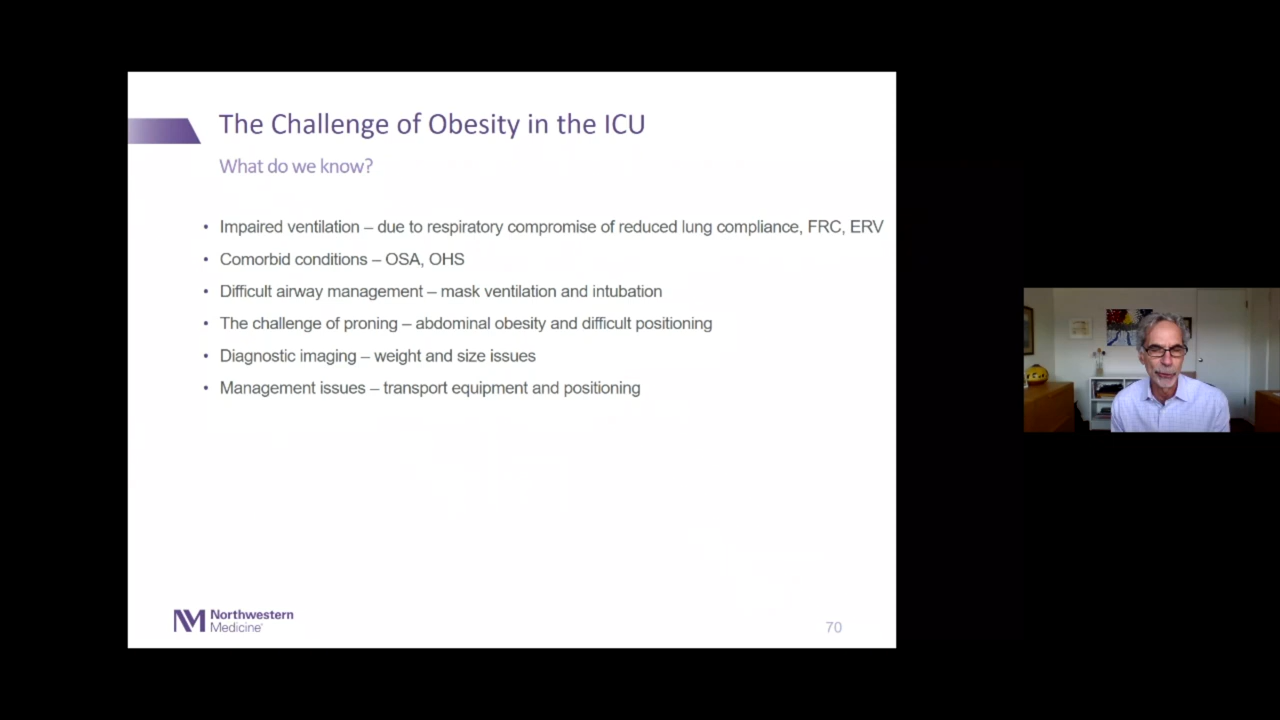 The Challenge of Obesity in the ICU
What do we know?
• Impaired ventilation – due to respiratory compromise of reduced lung compliance, FRC, ERV
• Comorbid conditions – OSA, OHS
• Difficult airway management – mask ventilation and intubation
• The challenge of proning – abdominal obesity and difficult positioning
• Diagnostic imaging – weight and size issues
• Management issues – transport equipment and positioning
NM Northwestern
Medicine
70